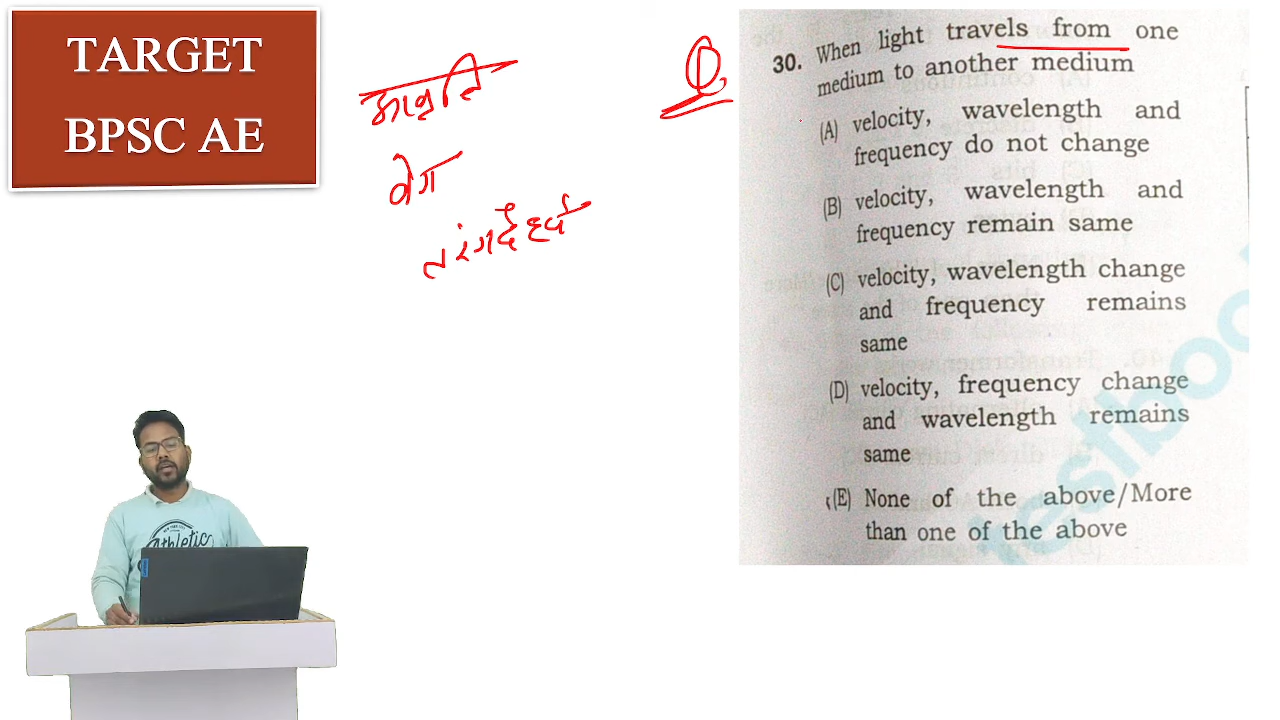 TARGET
BPSC AE
आवृत्ति
वेग
तरंगदैर्ध्य
Q.
30. When light travels from one
medium to another medium
(A) velocity, wavelength and
frequency do not change
(B) velocity, wavelength and
frequency remain same
(C) velocity, wavelength change
and frequency remains
same
(D) velocity, frequency change
and wavelength remains
same
(E) None of the above/More
than one of the above
Athletic
testbook